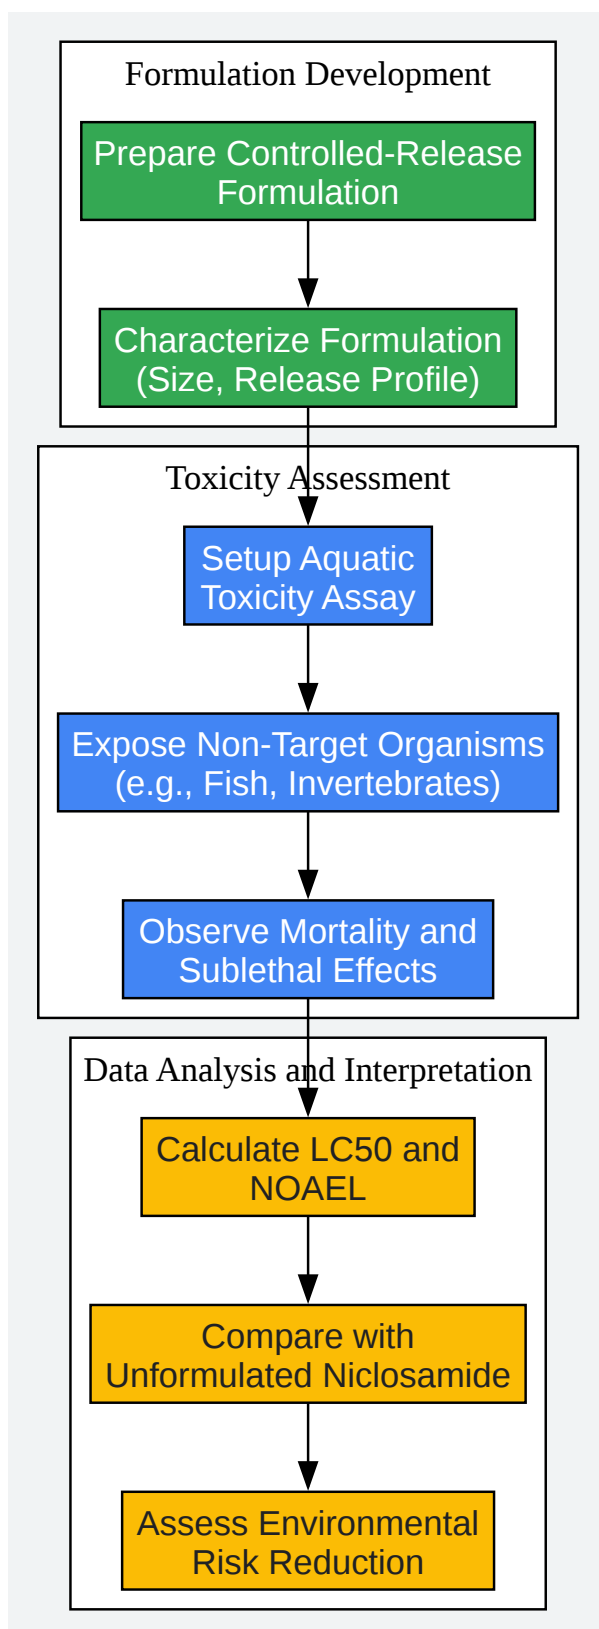 Formulation Development
Prepare Controlled-Release
Formulation
Characterize Formulation
(Size, Release Profile)
Toxicity Assessment
Setup Aquatic
Toxicity Assay
Expose Non-Target Organisms
(e.g., Fish, Invertebrates)
Observe Mortality and
Sublethal Effects
Data Analysis and Interpretation
Calculate LC50 and
NOAEL
Compare with
Unformulated Niclosamide
Assess Environmental
Risk Reduction